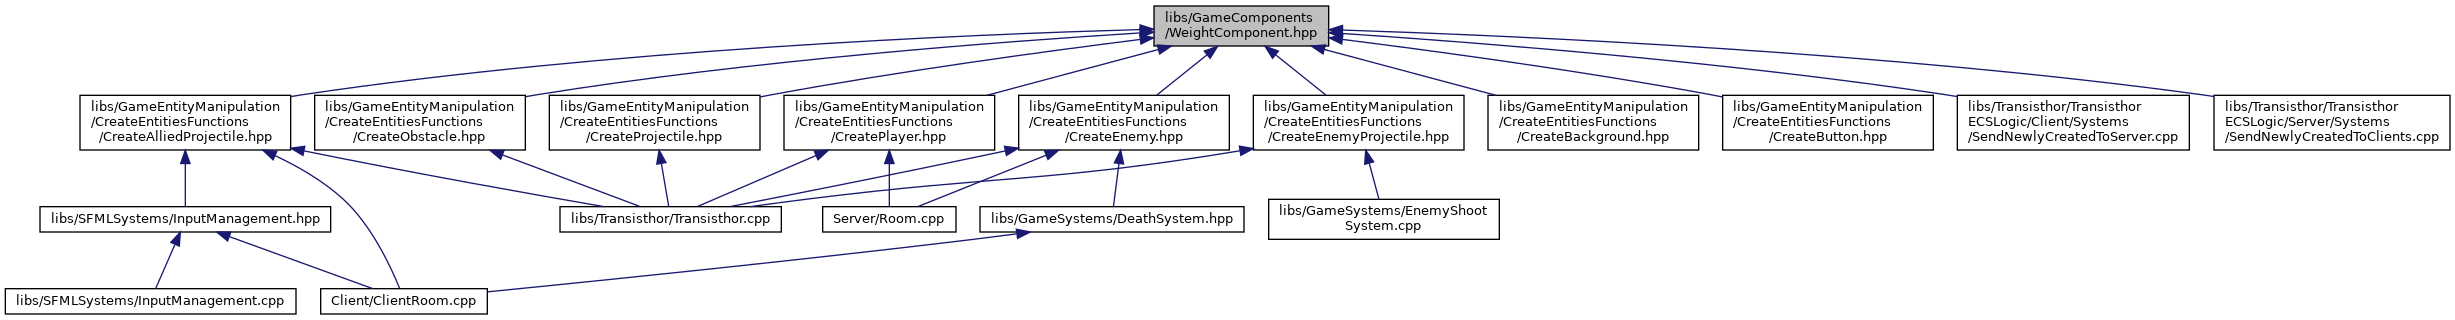 libs/GameComponents
/WeightComponent.hpp
libs/GameEntityManipulation
/CreateEntitiesFunctions
/CreateAlliedProjectile.hpp
libs/GameEntityManipulation
/CreateEntitiesFunctions
/CreateObstacle.hpp
libs/GameEntityManipulation
/CreateEntitiesFunctions
/CreateProjectile.hpp
libs/GameEntityManipulation
/CreateEntitiesFunctions
/CreatePlayer.hpp
libs/GameEntityManipulation
/CreateEntitiesFunctions
/CreateEnemy.hpp
libs/GameEntityManipulation
/CreateEntitiesFunctions
/CreateEnemyProjectile.hpp
libs/GameEntityManipulation
/CreateEntitiesFunctions
/CreateBackground.hpp
libs/GameEntityManipulation
/CreateEntitiesFunctions
/CreateButton.hpp
libs/Transisthor/Transisthor
ECSLogic/Client/Systems
/SendNewlyCreatedToServer.cpp
libs/Transisthor/Transisthor
ECSLogic/Server/Systems
/SendNewlyCreatedToClients.cpp
libs/SFMLSystems/InputManagement.hpp
libs/Transisthor/Transisthor.cpp
Server/Room.cpp
libs/GameSystems/DeathSystem.hpp
libs/GameSystems/EnemyShoot
System.cpp
libs/SFMLSystems/InputManagement.cpp
Client/ClientRoom.cpp